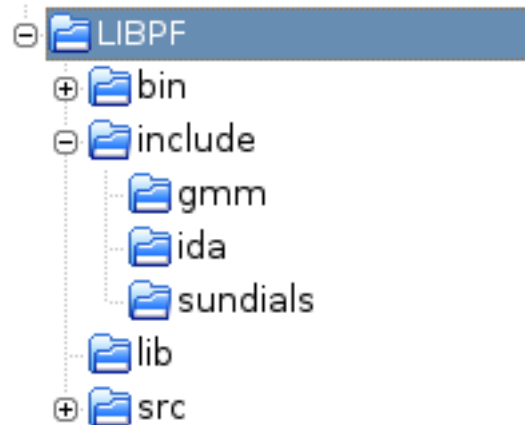 LIBPF
bin
include
gmm
ida
sundials
lib
src